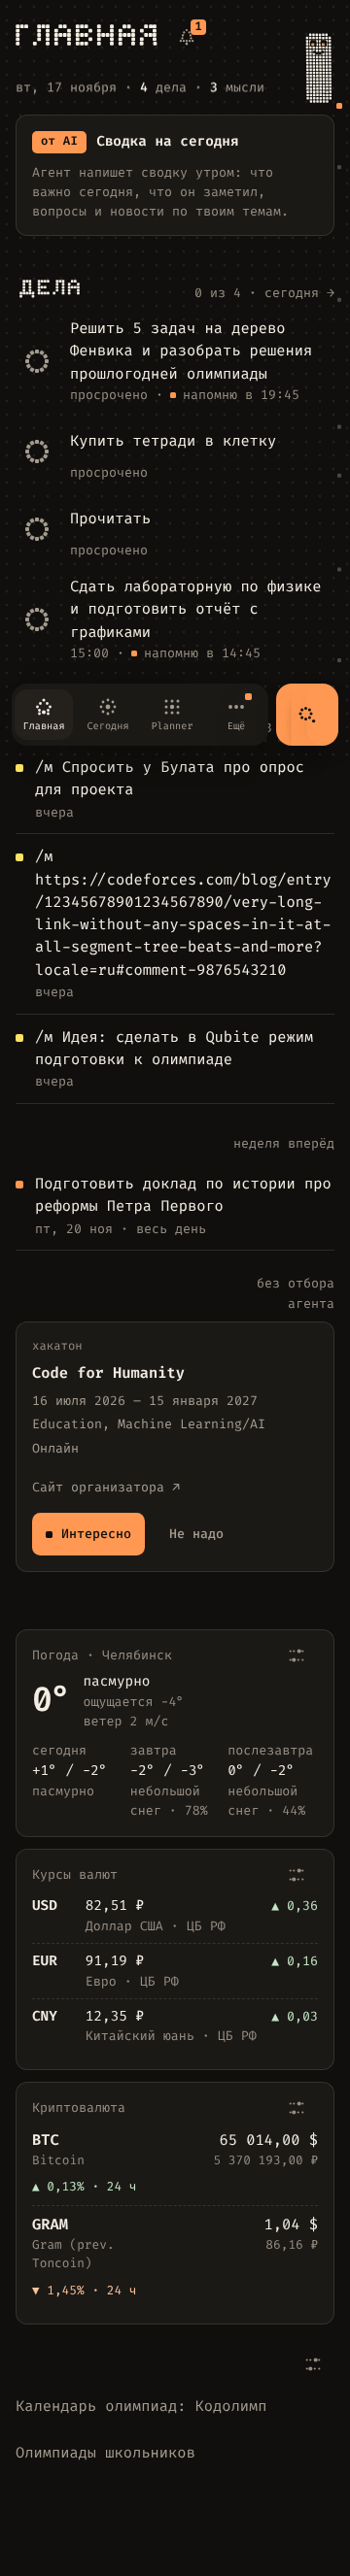 ГЛАВНАЯ
1
вт, 17 ноября · 4 дела · 3 мысли
от AI Сводка на сегодня
Агент напишет сводку утром: что
важно сегодня, что он заметил,
вопросы и новости по твоим темам.
ДЕЛА
0 из 4 · сегодня →
Решить 5 задач на дерево
Фенвика и разобрать решения
прошлогодней олимпиады
просрочено · напомню в 19:45
Купить тетради в клетку
просрочено
Прочитать
просрочено
Сдать лабораторную по физике
и подготовить отчёт с
графиками
15:00 · напомню в 14:45
Главная
Сегодня
Planner
Ещё
/м Спросить у Булата про опрос
для проекта
вчера
/м
https://codeforces.com/blog/entry
/12345678901234567890/very-long-
link-without-any-spaces-in-it-at-
all-segment-tree-beats-and-more?
locale=ru#comment-9876543210
вчера
/м Идея: сделать в Qubite режим
подготовки к олимпиаде
вчера
неделя вперёд
Подготовить доклад по истории про
реформы Петра Первого
пт, 20 ноя · весь день
без отбора
агента
хакатон
Code for Humanity
16 июля 2026 — 15 января 2027
Education, Machine Learning/AI
Онлайн
Сайт организатора ↗
Интересно
Не надо
Погода · Челябинск
0°
пасмурно
ощущается -4°
ветер 2 м/с
сегодня
+1° / -2°
пасмурно
завтра
-2° / -3°
небольшой
снег · 78%
послезавтра
0° / -2°
небольшой
снег · 44%
Курсы валют
USD 82,51 ₽ ▲ 0,36
Доллар США · ЦБ РФ
EUR 91,19 ₽ ▲ 0,16
Евро · ЦБ РФ
CNY 12,35 ₽ ▲ 0,03
Китайский юань · ЦБ РФ
Криптовалюта
BTC 65 014,00 $
Bitcoin 5 370 193,00 ₽
▲ 0,13% · 24 ч
GRAM 1,04 $
Gram (prev. 86,16 ₽
Toncoin)
▼ 1,45% · 24 ч
Календарь олимпиад: Кодолимп
Олимпиады школьников